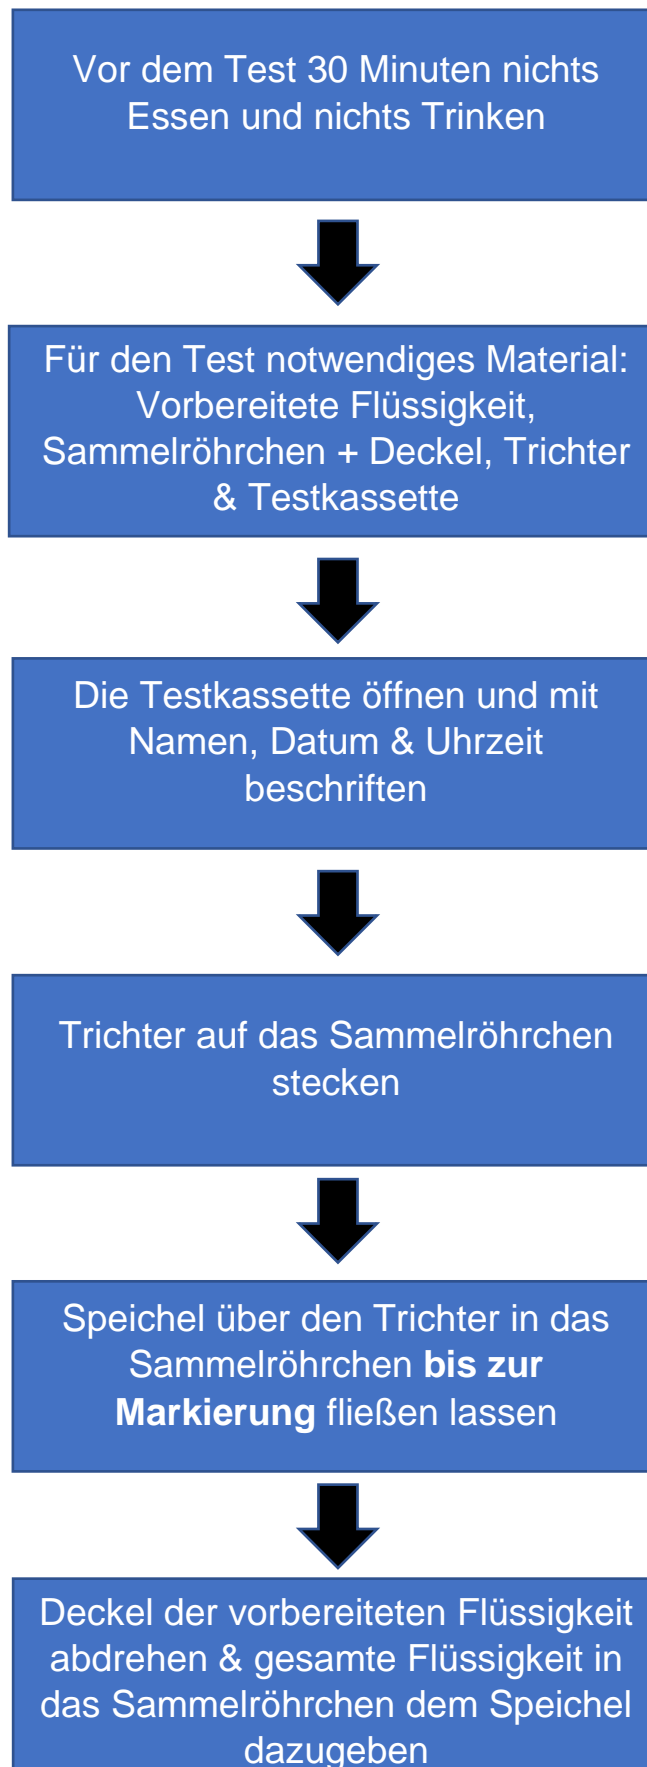 Vor dem Test 30 Minuten nichts
Essen und nichts Trinken
Für den Test notwendiges Material:
Vorbereitete Flüssigkeit,
Sammelröhrchen + Deckel, Trichter
& Testkassette
Die Testkassette öffnen und mit
Namen, Datum & Uhrzeit
beschriften
Trichter auf das Sammelröhrchen
stecken
Speichel über den Trichter in das
Sammelröhrchen bis zur
Markierung fließen lassen
Deckel der vorbereiteten Flüssigkeit
abdrehen & gesamte Flüssigkeit in
das Sammelröhrchen dem Speichel
dazugeben